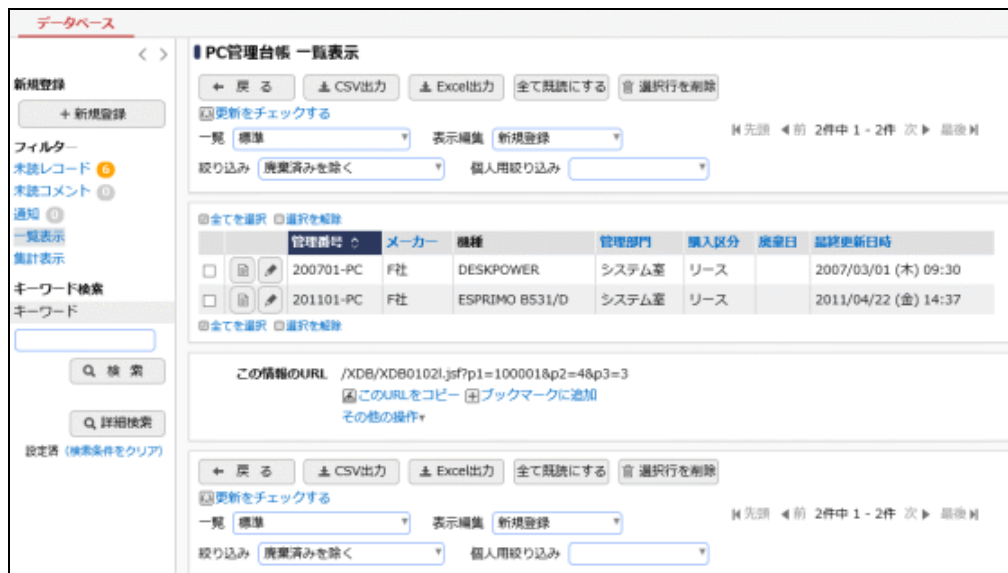 データベース
新規登録
+ 新規登録
フィルター
未読レコード 6
未読コメント 0
通知 0
一覧表示
集計表示
キーワード検索
キーワード
検 索
詳細検索
設定済 (検索条件をクリア)
PC管理台帳 一覧表示
戻 る CSV出力 Excel出力 全て既読にする 選択行を削除
更新をチェックする
一覧 標準 表示編集 新規登録 先頭 前 2件中 1 - 2件 次 最後
絞り込み 廃棄済みを除く 個人用絞り込み
全てを選択 選択を解除
管理番号 メーカー 機種 管理部門 購入区分 廃棄日 最終更新日時
200701-PC F社 DESKPOWER システム室 リース 2007/03/01 (木) 09:30
201101-PC F社 ESPRIMO B531/D システム室 リース 2011/04/22 (金) 14:37
全てを選択 選択を解除
この情報のURL /XDB/XDB0102l.jsf?p1=100001&p2=4&p3=3
このURLをコピー ブックマークに追加
その他の操作
戻 る CSV出力 Excel出力 全て既読にする 選択行を削除
更新をチェックする
一覧 標準 表示編集 新規登録 先頭 前 2件中 1 - 2件 次 最後
絞り込み 廃棄済みを除く 個人用絞り込み